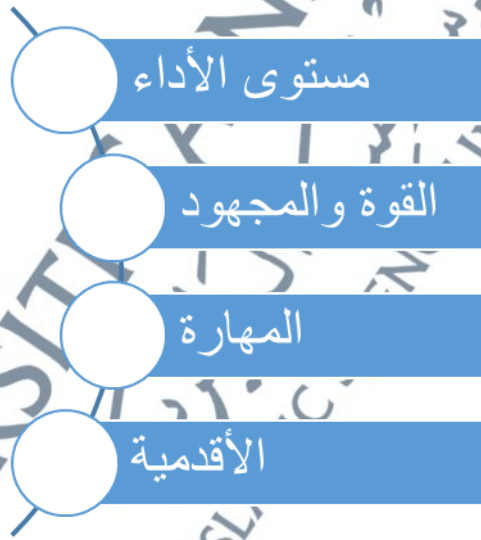 مستوى الأداء
القوة والمجهود
المهارة
الأقدمية